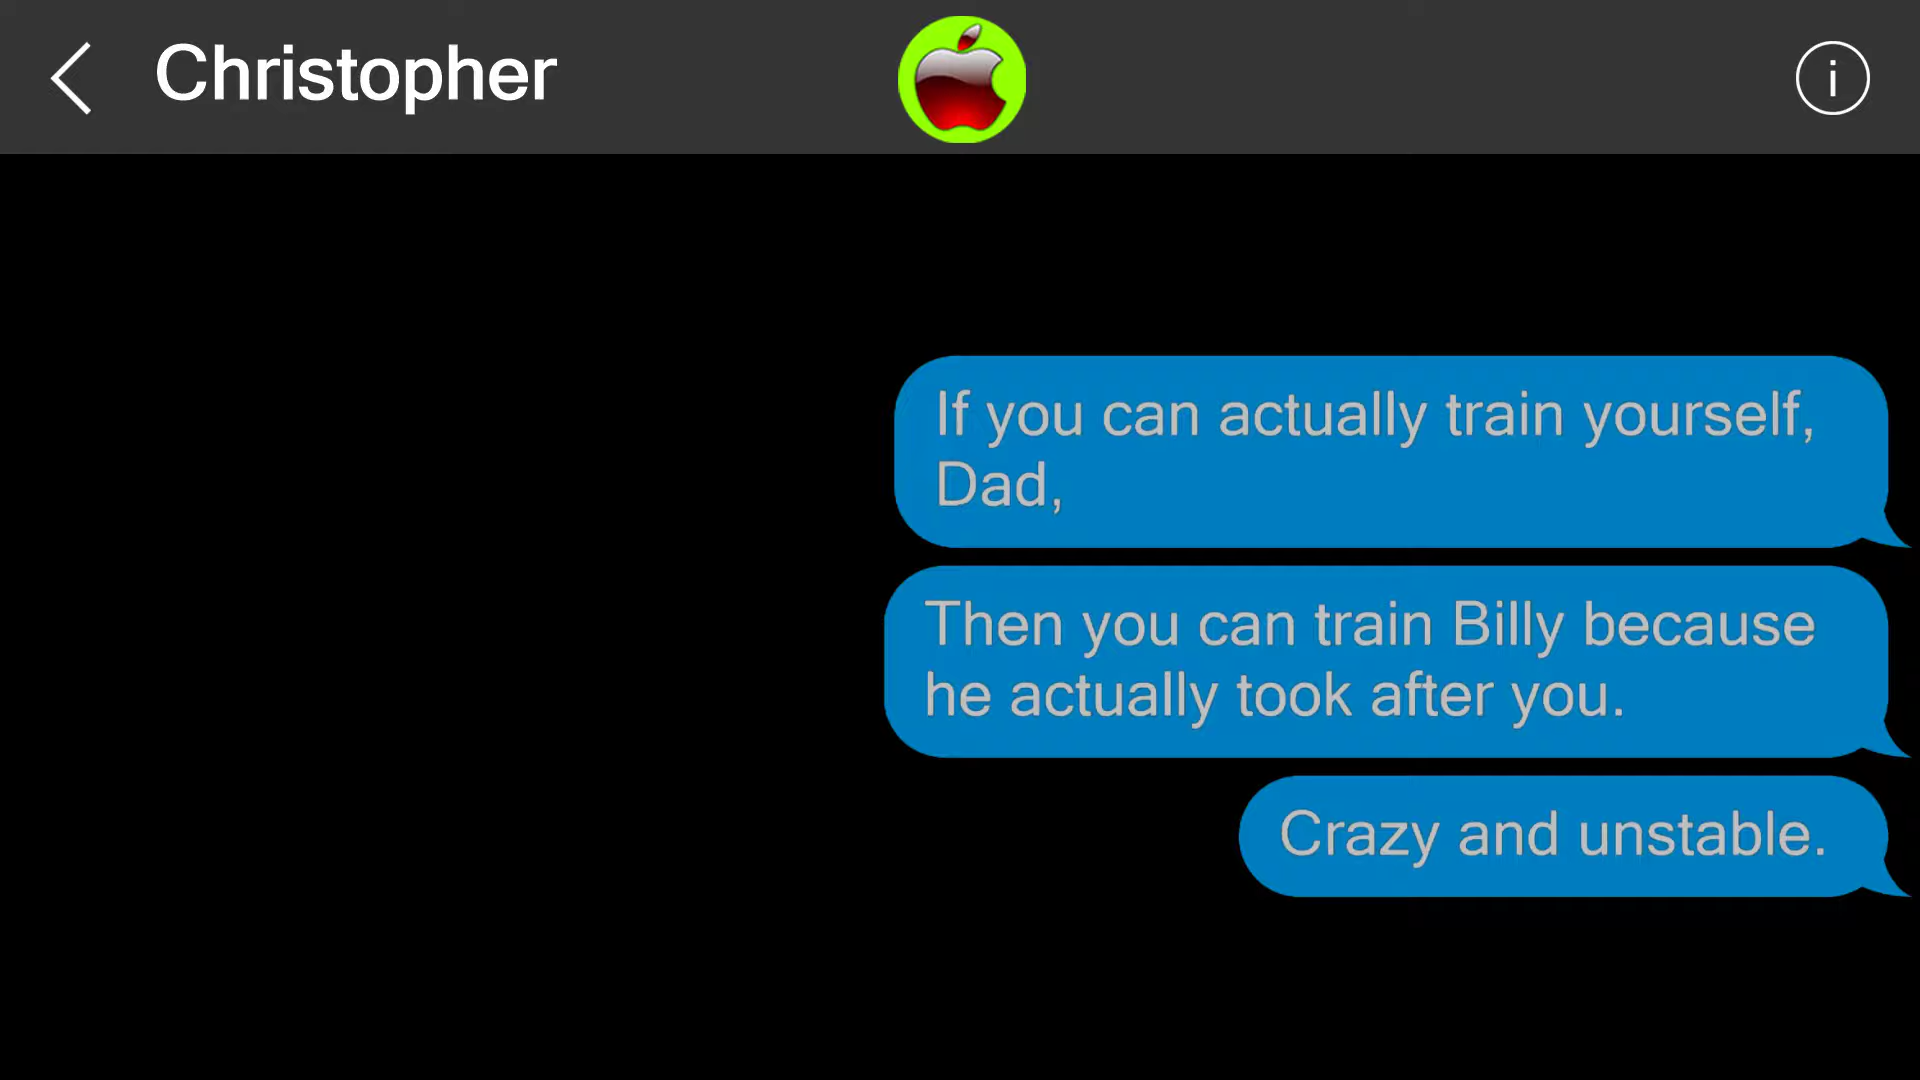 Christopher
i
If you can actually train yourself,
Dad,
Then you can train Billy because
he actually took after you.
Crazy and unstable.